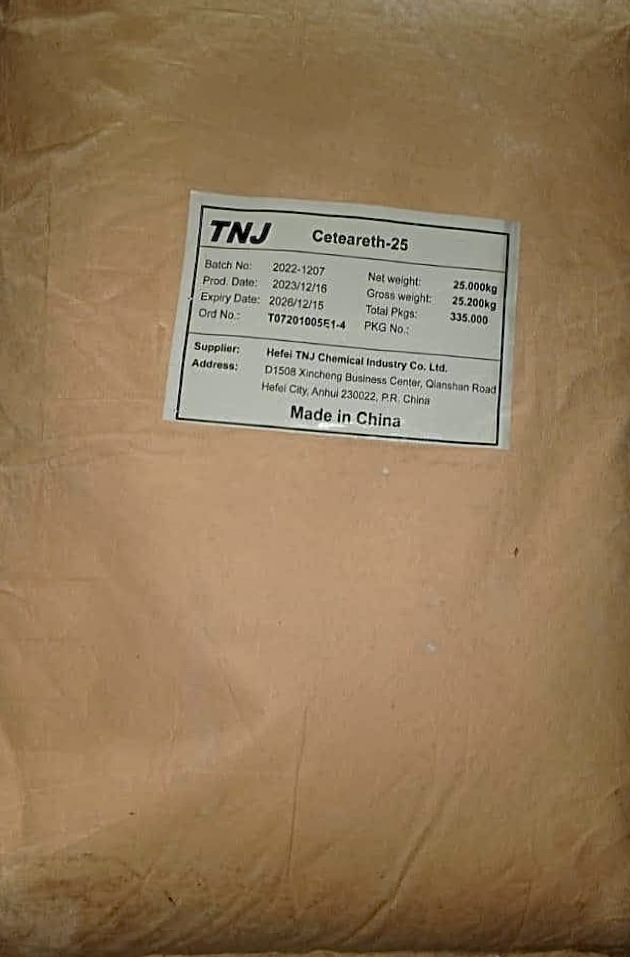 TNJ Ceteareth-25
Batch No: 2022-1207 Net weight: 25.000kg
Prod. Date: 2023/12/16 Gross weight: 25.200kg
Expiry Date: 2026/12/15 Total Pkgs: 335.000
Ord No.: T07201005E1-4 PKG No.:
Supplier: Hefei TNJ Chemical Industry Co. Ltd.
Address: D1508 Xincheng Business Center, Qianshan Road
Hefei City, Anhui 230022, P.R. China
Made in China